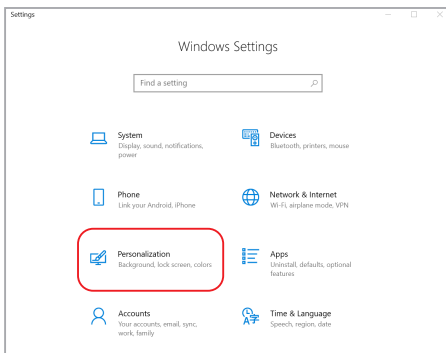 Settings
Windows Settings
Find a setting
System
Display, sound, notifications,
power
Devices
Bluetooth, printers, mouse
Phone
Link your Android, iPhone
Network & Internet
Wi-Fi, airplane mode, VPN
Personalization
Background, lock screen, colors
Apps
Uninstall, defaults, optional
features
Accounts
Your accounts, email, sync,
work, family
Time & Language
Speech, region, date